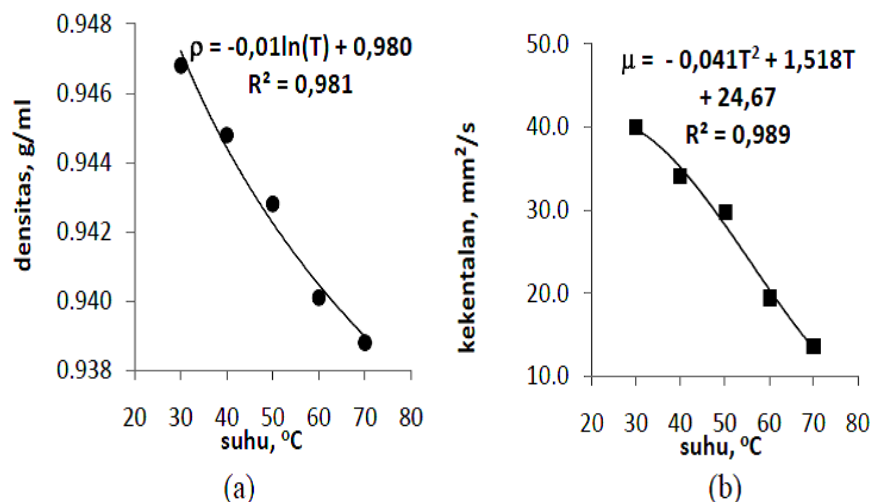 0.948
0.946
0.944
0.942
0.940
0.938
densitas, g/ml
ρ = -0,01ln(T) + 0,980
R² = 0,981
20 30 40 50 60 70 80
suhu, ⁰C
(a)
50.0
40.0
30.0
20.0
10.0
kekentalan, mm²/s
μ = - 0,041T² + 1,518T
+ 24,67
R² = 0,989
20 30 40 50 60 70 80
suhu, ⁰C
(b)